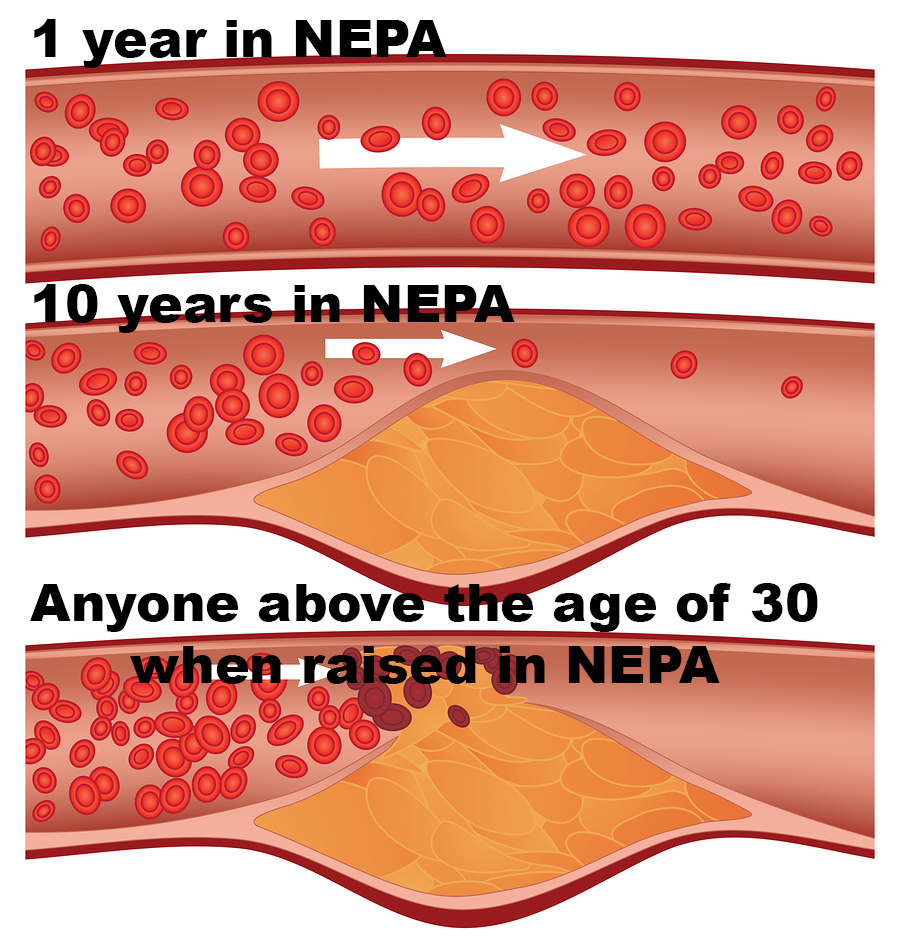 1 year in NEPA
10 years in NEPA
Anyone above the age of 30
when raised in NEPA